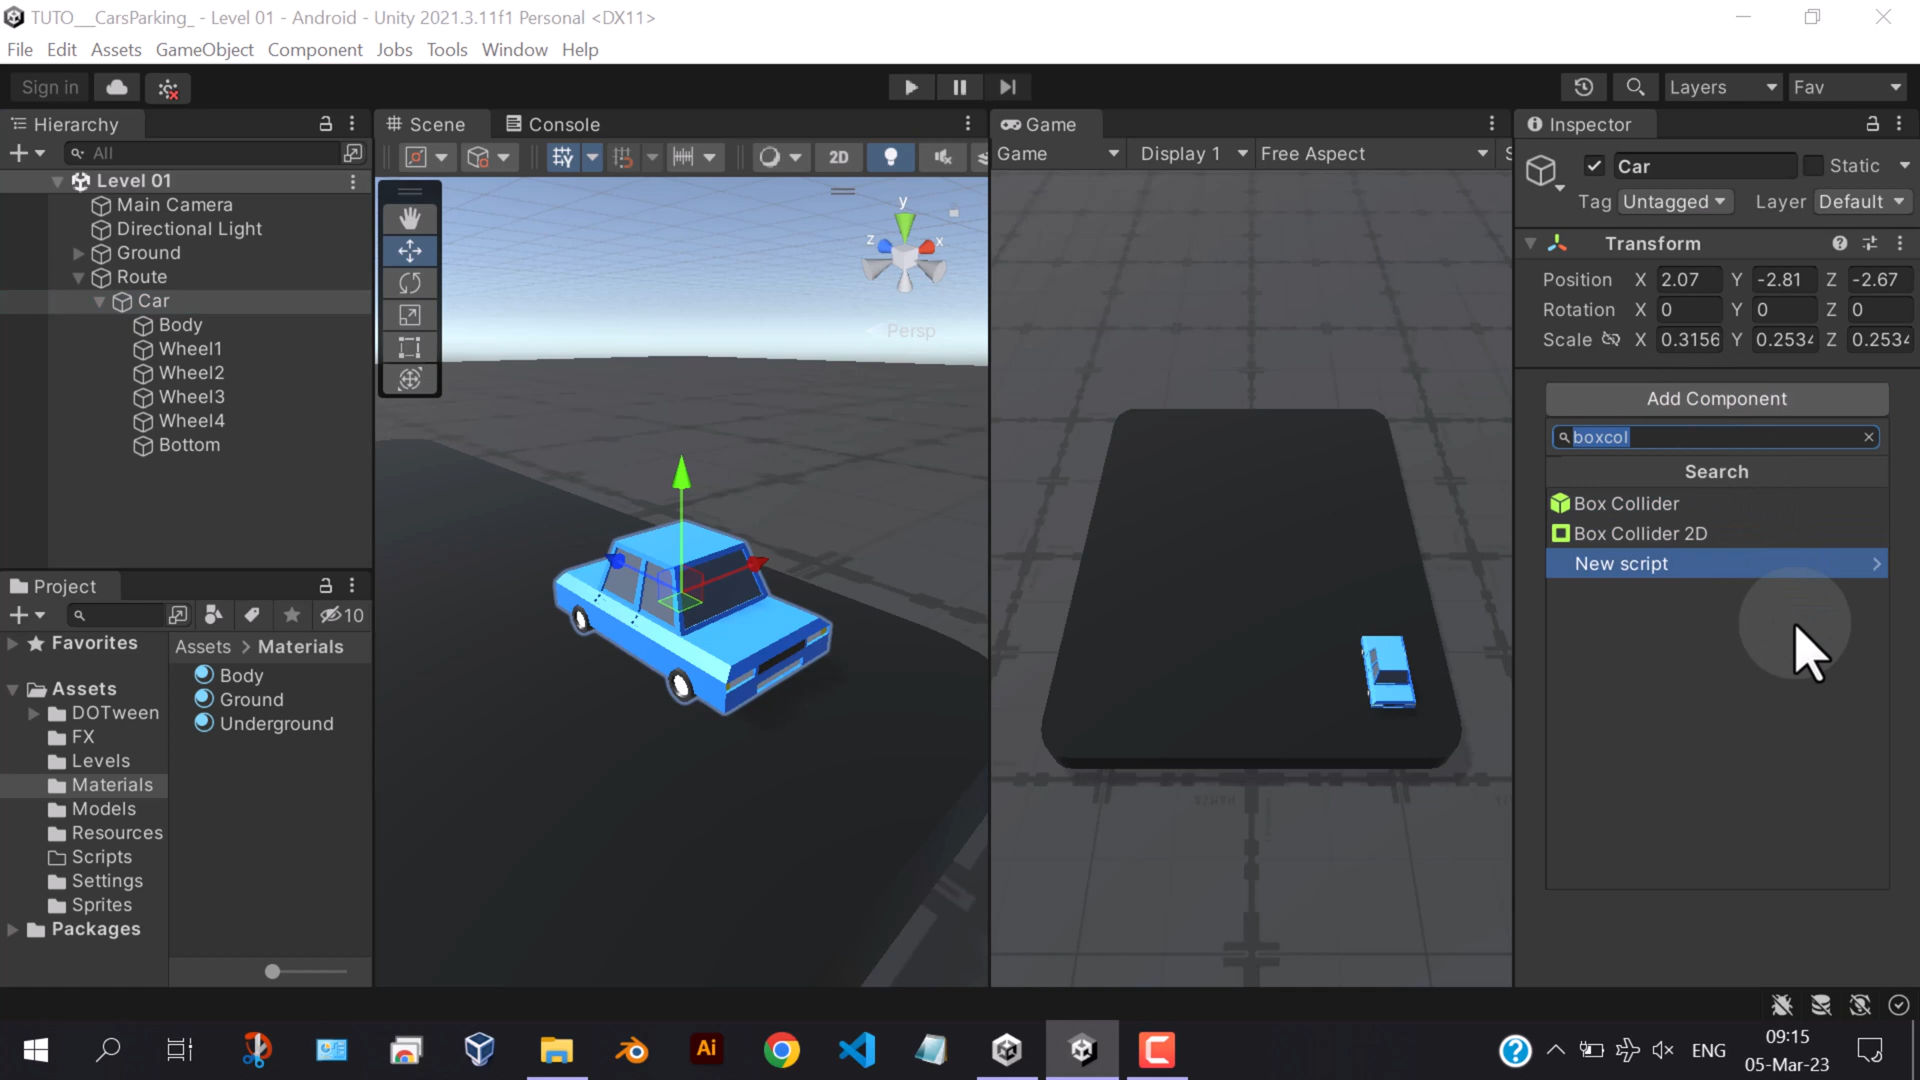 TUTO__CarsParking_ - Level 01 - Android - Unity 2021.3.11f1 Personal <DX11>
File Edit Assets GameObject Component Jobs Tools Window Help
Sign in
Layers
Fav
Hierarchy
All
Level 01
Main Camera
Directional Light
Ground
Route
Car
Body
Wheel1
Wheel2
Wheel3
Wheel4
Bottom
Project
10
Favorites
Assets
DOTween
FX
Levels
Materials
Models
Resources
Scripts
Settings
Sprites
Packages
Assets > Materials
Body
Ground
Underground
Scene
Console
2D
y
z
x
Persp
Game
Game Display 1 Free Aspect S
Inspector
Car
Static
Tag Untagged Layer Default
Transform
Position X 2.07 Y -2.81 Z -2.67
Rotation X 0 Y 0 Z 0
Scale X 0.3156 Y 0.2534 Z 0.2534
Add Component
boxcol
Search
Box Collider
Box Collider 2D
New script
Ai
ENG
09:15
05-Mar-23